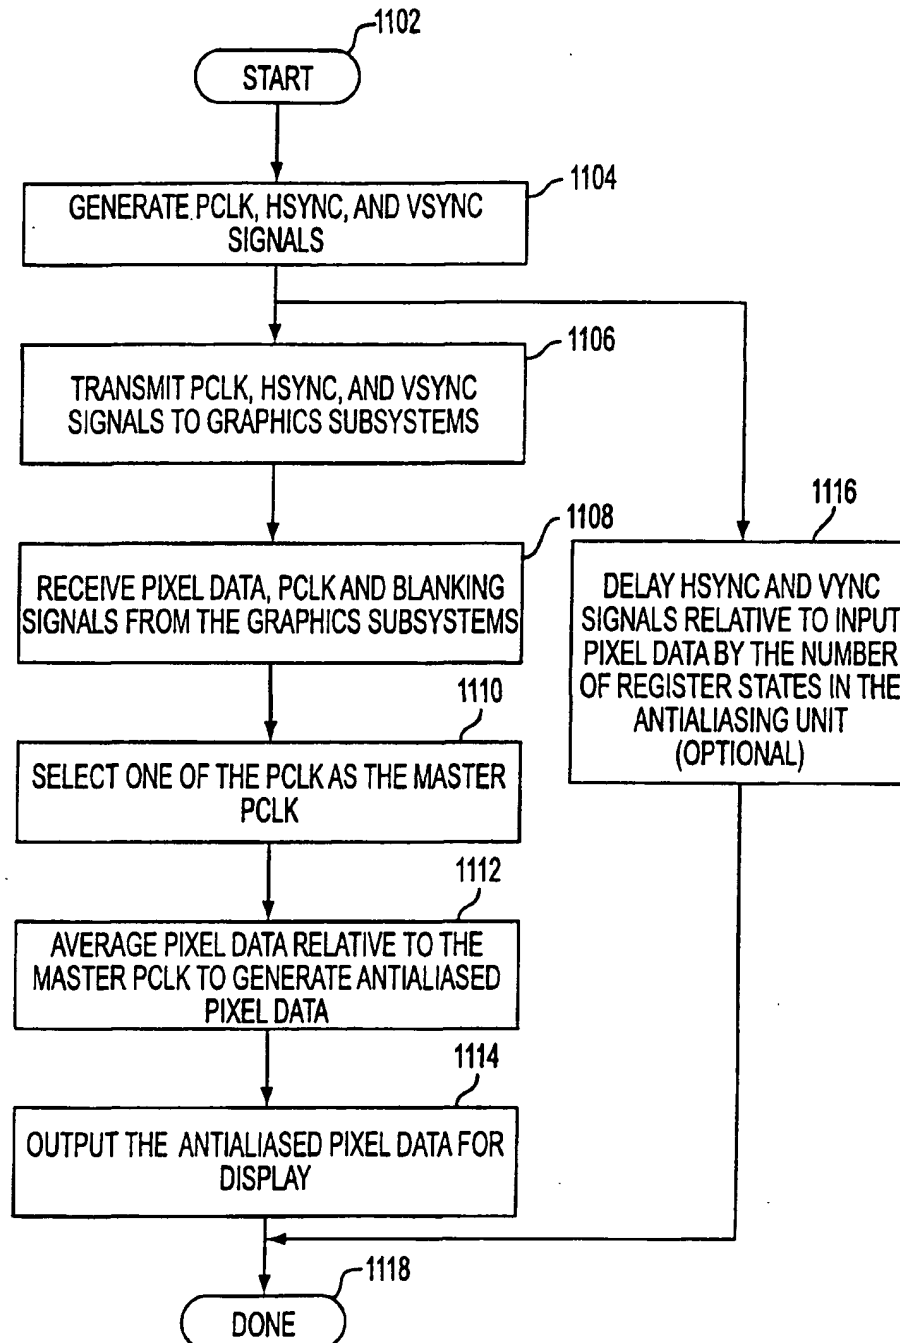 1102
START
1104
GENERATE PCLK, HSYNC, AND VSYNC
SIGNALS
1106
TRANSMIT PCLK, HSYNC, AND VSYNC
SIGNALS TO GRAPHICS SUBSYSTEMS
1108
RECEIVE PIXEL DATA, PCLK AND BLANKING
SIGNALS FROM THE GRAPHICS SUBSYSTEMS
1110
SELECT ONE OF THE PCLK AS THE MASTER
PCLK
1112
AVERAGE PIXEL DATA RELATIVE TO THE
MASTER PCLK TO GENERATE ANTIALIASED
PIXEL DATA
1114
OUTPUT THE ANTIALIASED PIXEL DATA FOR
DISPLAY
1116
DELAY HSYNC AND VYNC
SIGNALS RELATIVE TO INPUT
PIXEL DATA BY THE NUMBER
OF REGISTER STATES IN THE
ANTIALIASING UNIT
(OPTIONAL)
1118
DONE